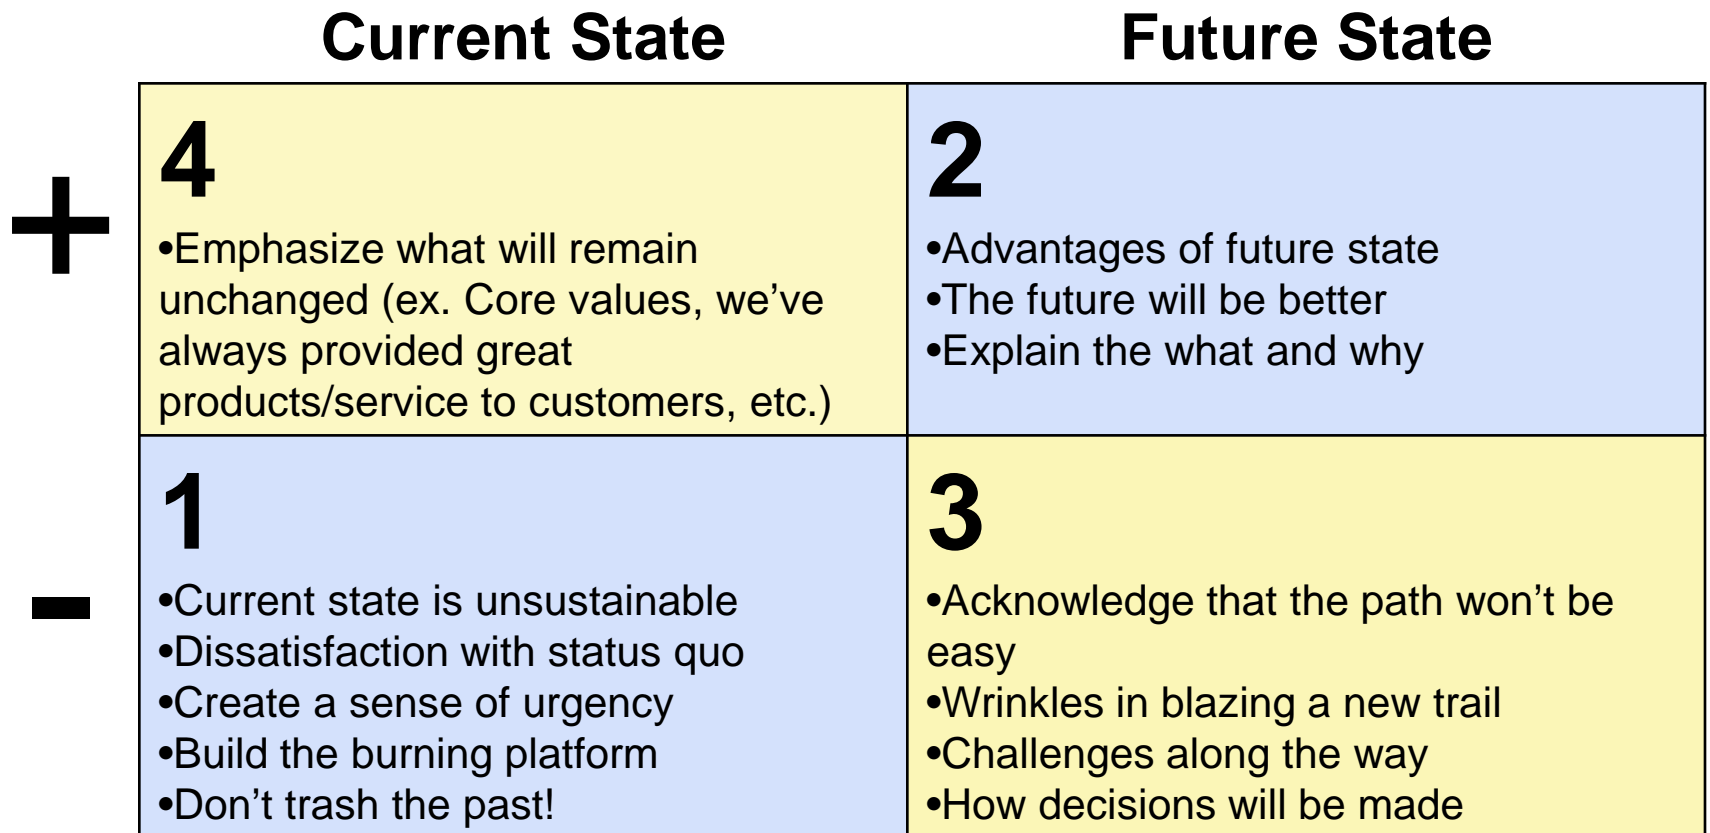 Current State
Future State
+
4
•Emphasize what will remain
unchanged (ex. Core values, we've
always provided great
products/service to customers, etc.)
2
•Advantages of future state
•The future will be better
•Explain the what and why
-
1
•Current state is unsustainable
•Dissatisfaction with status quo
•Create a sense of urgency
•Build the burning platform
•Don't trash the past!
3
•Acknowledge that the path won't be
easy
•Wrinkles in blazing a new trail
•Challenges along the way
•How decisions will be made